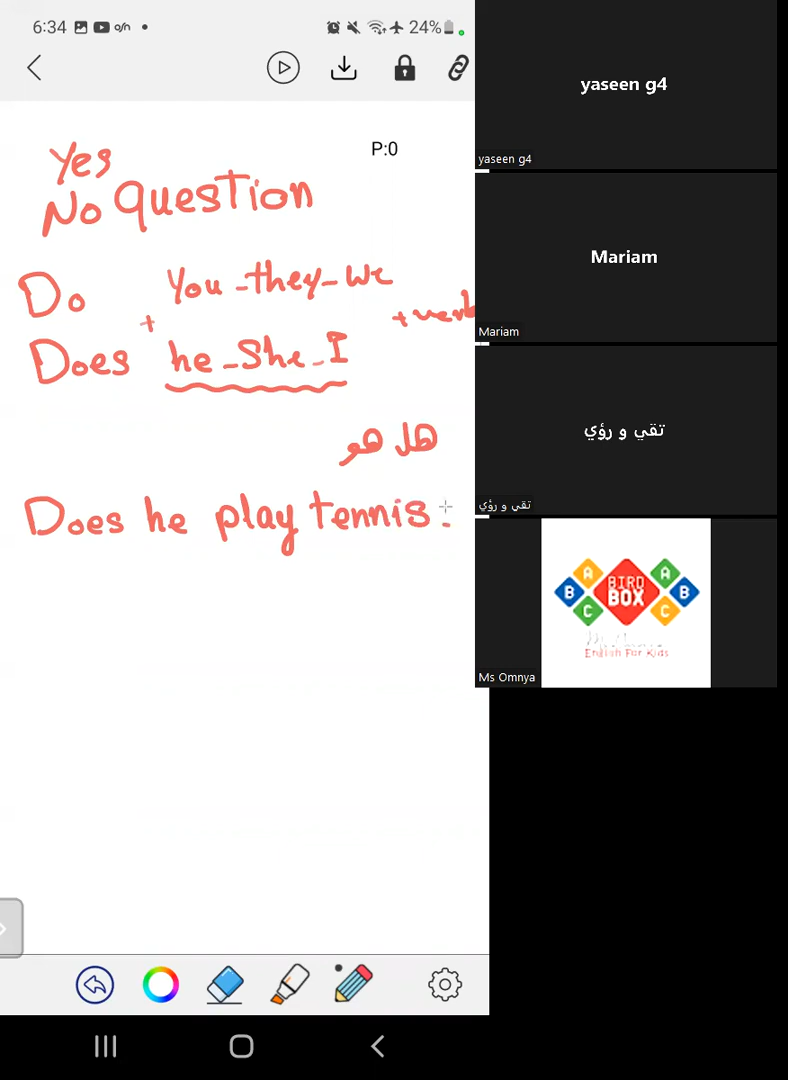 6:34
24%
P:0
Yes
No question
Do You-they-we
+ + verb
Does he-She-I
هل هو
Does he play tennis.
yaseen g4
yaseen g4
Mariam
Mariam
تقي و رؤي
تقي و رؤي
A A
B BIRD BOX B
C C
English For Kids
Ms Omnya